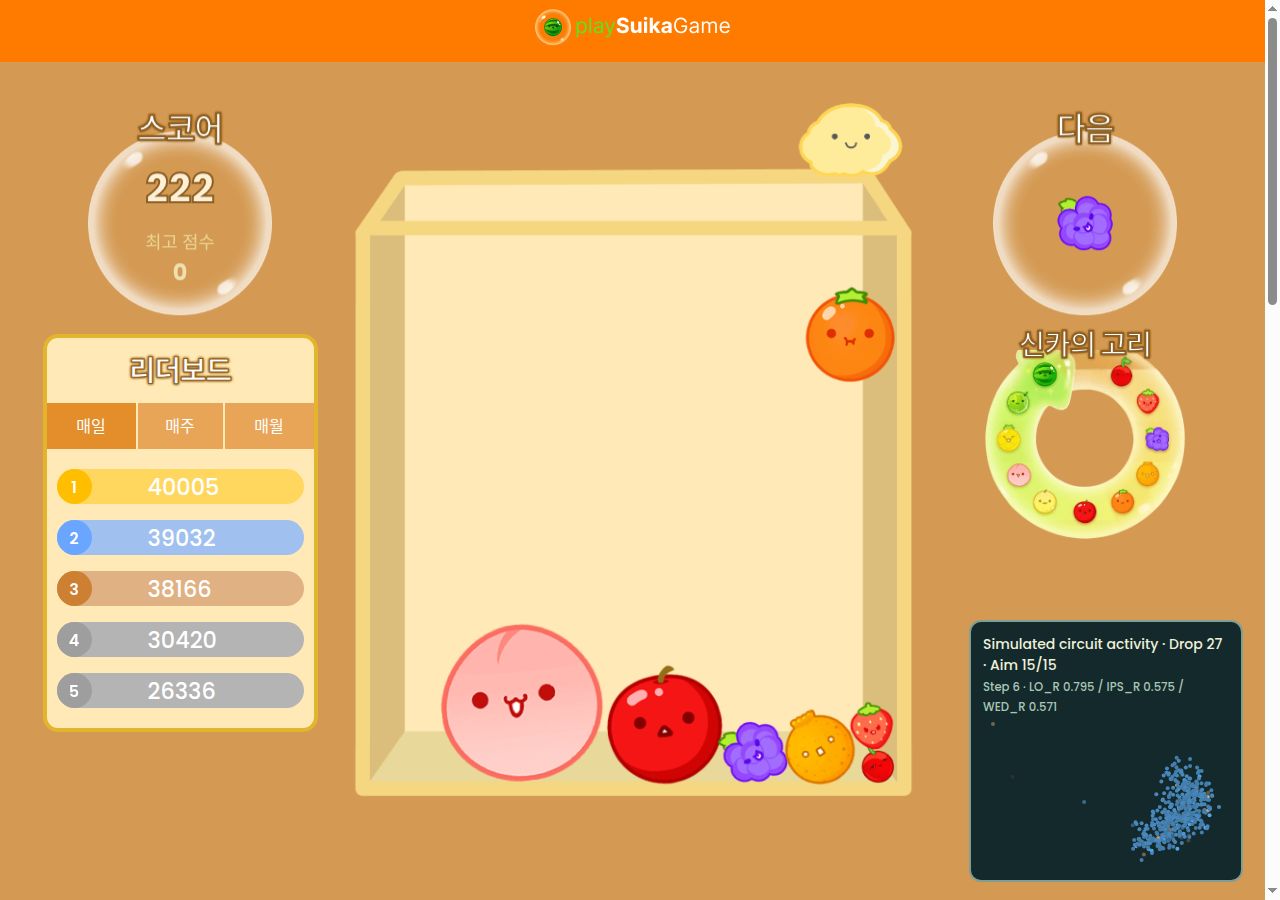 playSuikaGame
스코어
222
최고 점수
0
리더보드
매일
매주
매월
1 40005
2 39032
3 38166
4 30420
5 26336
다음
신카의 고리
Simulated circuit activity · Drop 27
· Aim 15/15
Step 6 · LO_R 0.795 / IPS_R 0.575 /
WED_R 0.571